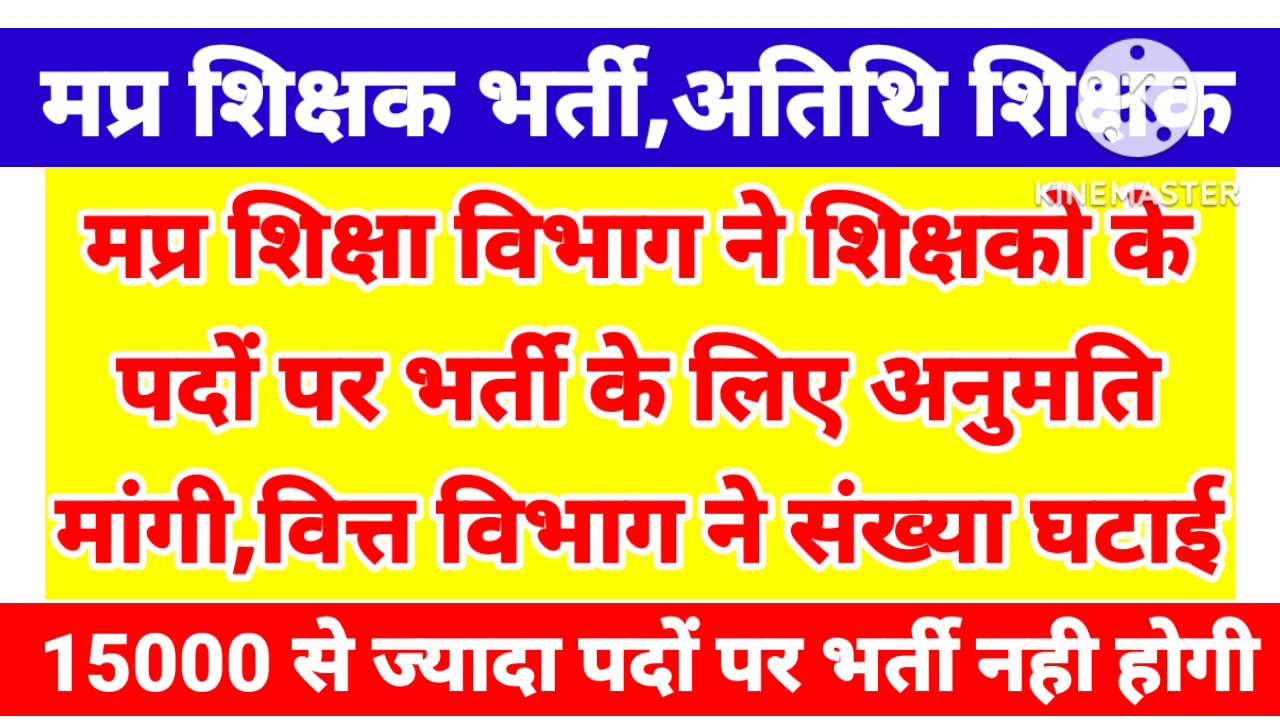 मप्र शिक्षक भर्ती,अतिथि शिक्षक
KINEMASTER
मप्र शिक्षा विभाग ने शिक्षको के
पदों पर भर्ती के लिए अनुमति
मांगी,वित्त विभाग ने संख्या घटाई
15000 से ज्यादा पदों पर भर्ती नही होगी